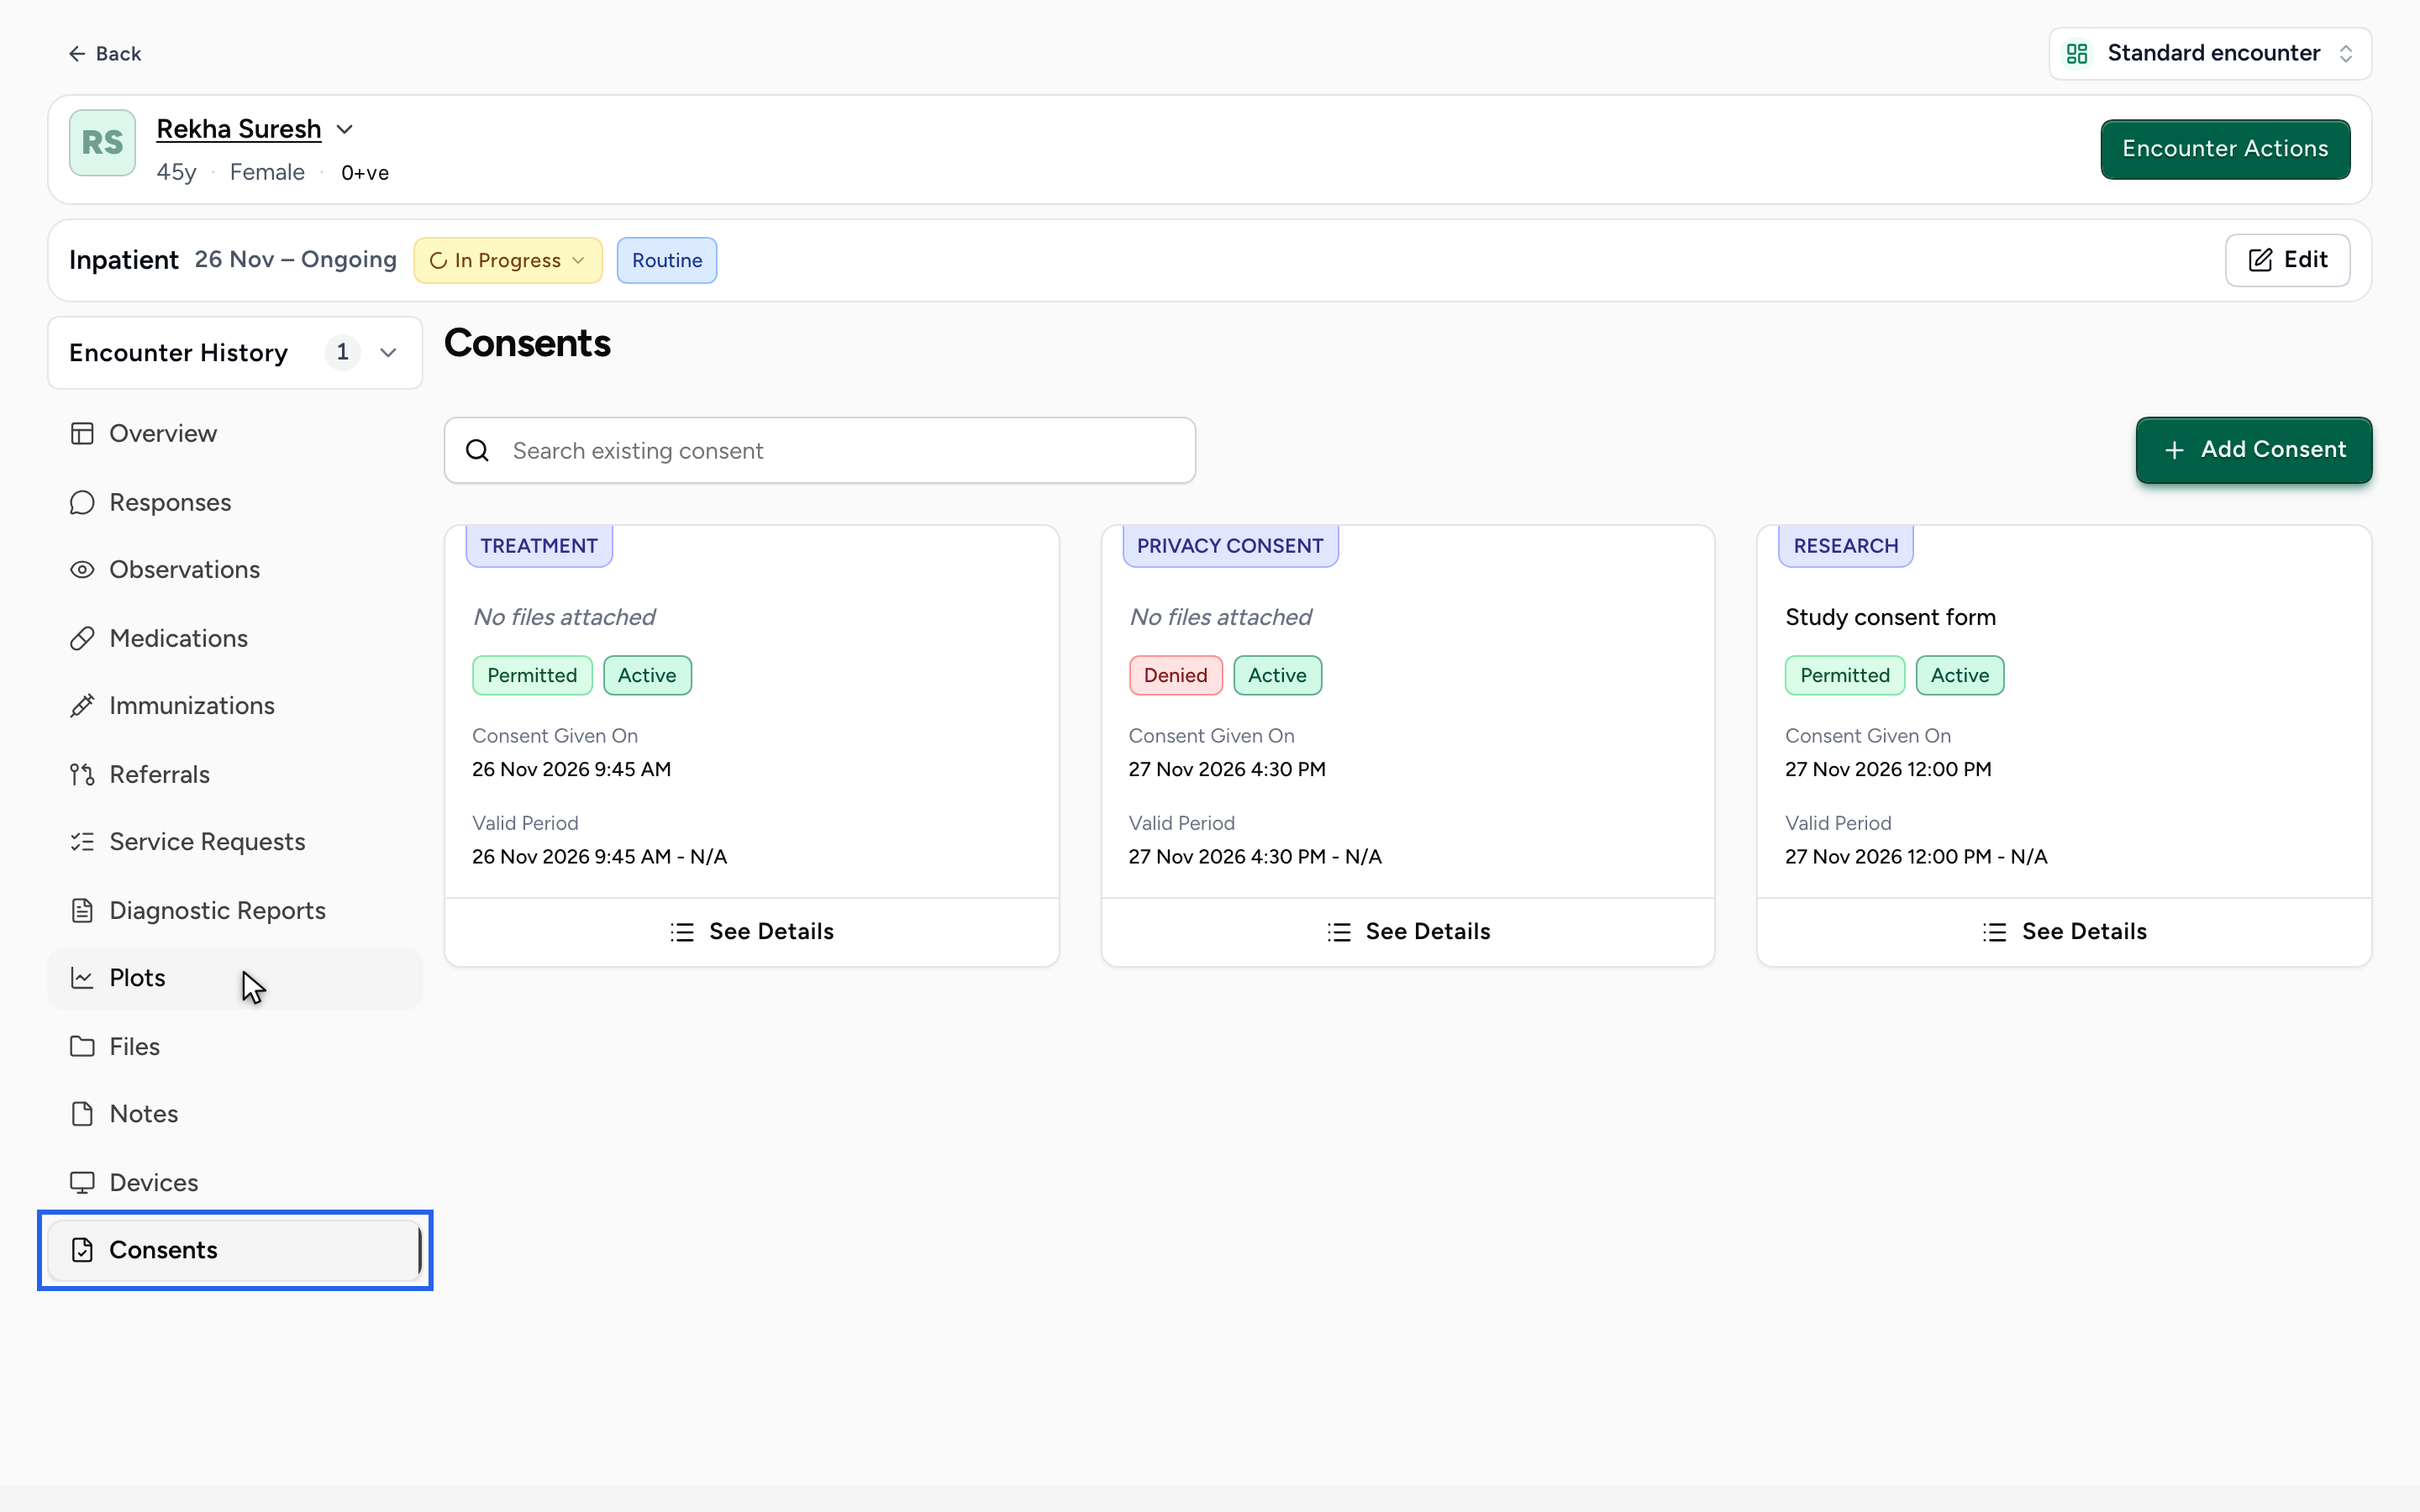 Back
Standard encounter
RS
Rekha Suresh
45y · Female · 0+ve
Encounter Actions
Inpatient 26 Nov – Ongoing In Progress Routine
Edit
Encounter History 1
Overview
Responses
Observations
Medications
Immunizations
Referrals
Service Requests
Diagnostic Reports
Plots
Files
Notes
Devices
Consents
Consents
Search existing consent
+ Add Consent
TREATMENT
No files attached
Permitted Active
Consent Given On
26 Nov 2026 9:45 AM
Valid Period
26 Nov 2026 9:45 AM - N/A
See Details
PRIVACY CONSENT
No files attached
Denied Active
Consent Given On
27 Nov 2026 4:30 PM
Valid Period
27 Nov 2026 4:30 PM - N/A
See Details
RESEARCH
Study consent form
Permitted Active
Consent Given On
27 Nov 2026 12:00 PM
Valid Period
27 Nov 2026 12:00 PM - N/A
See Details